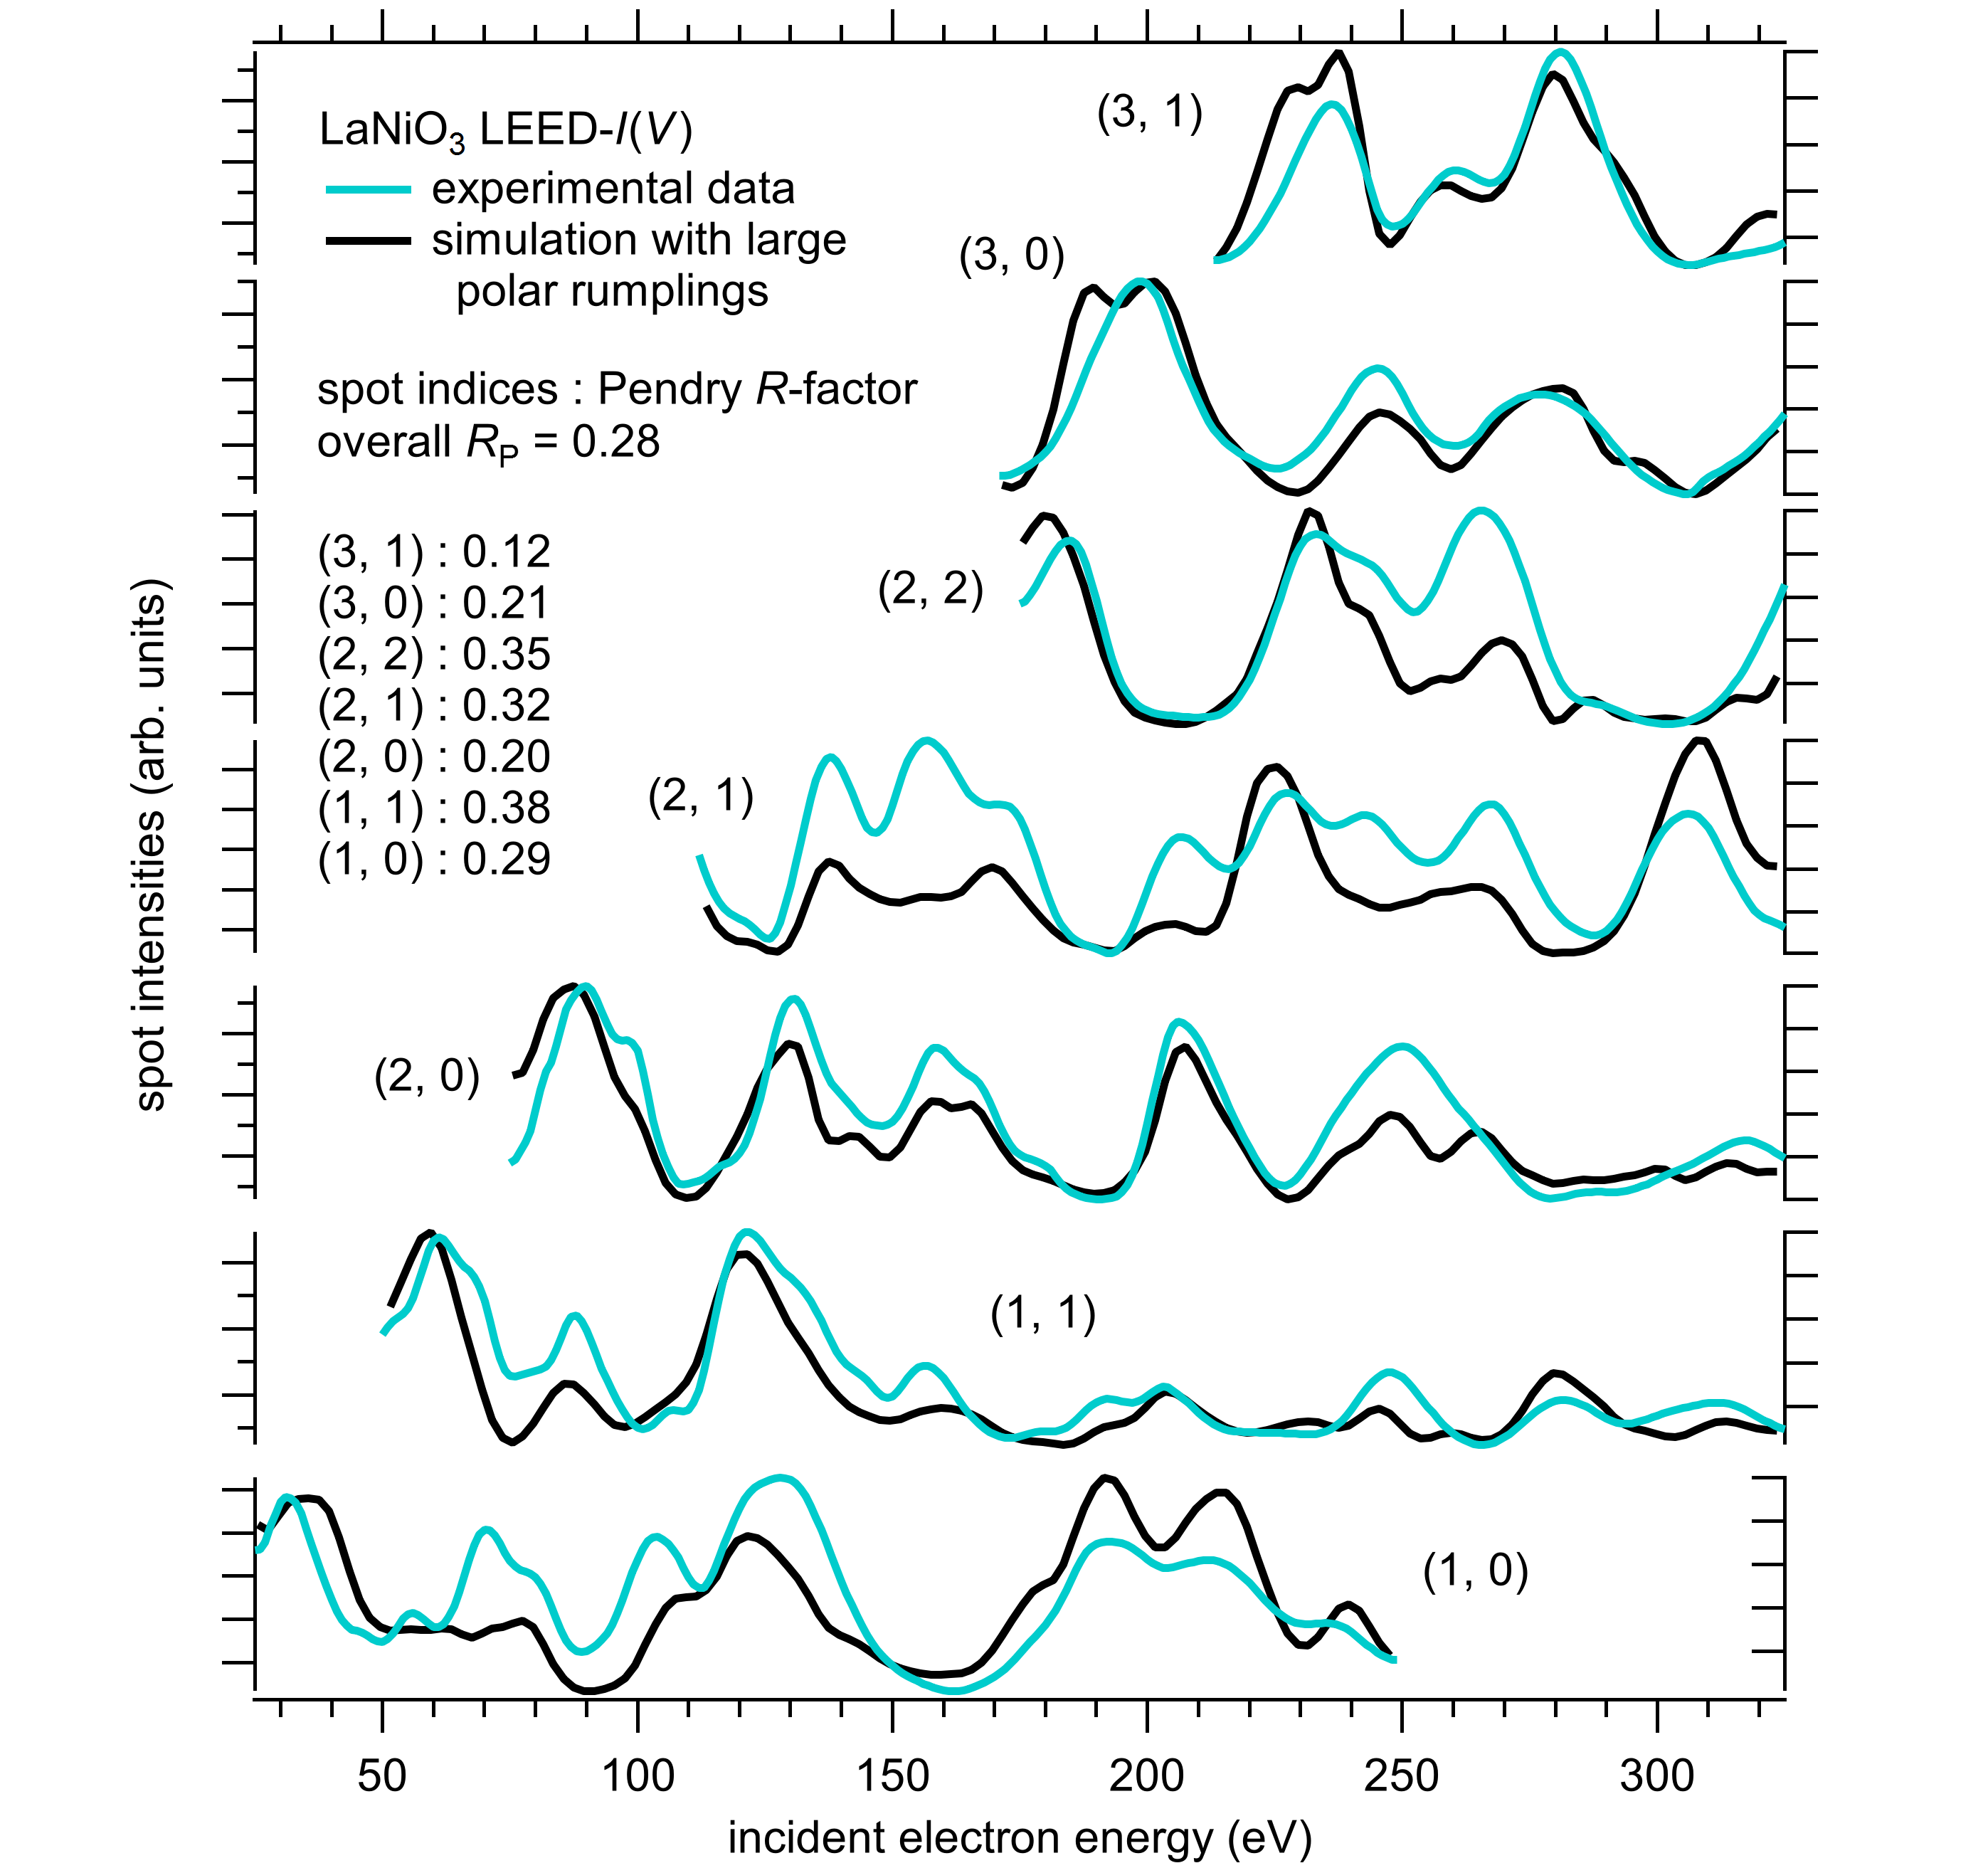 LaNiO3 LEED-I(V)
experimental data
simulation with large
polar rumplings
spot indices : Pendry R-factor
overall RP = 0.28
(3, 1) : 0.12
(3, 0) : 0.21
(2, 2) : 0.35
(2, 1) : 0.32
(2, 0) : 0.20
(1, 1) : 0.38
(1, 0) : 0.29
(3, 1)
(3, 0)
(2, 2)
(2, 1)
(2, 0)
(1, 1)
(1, 0)
spot intensities (arb. units)
50 100 150 200 250 300
incident electron energy (eV)